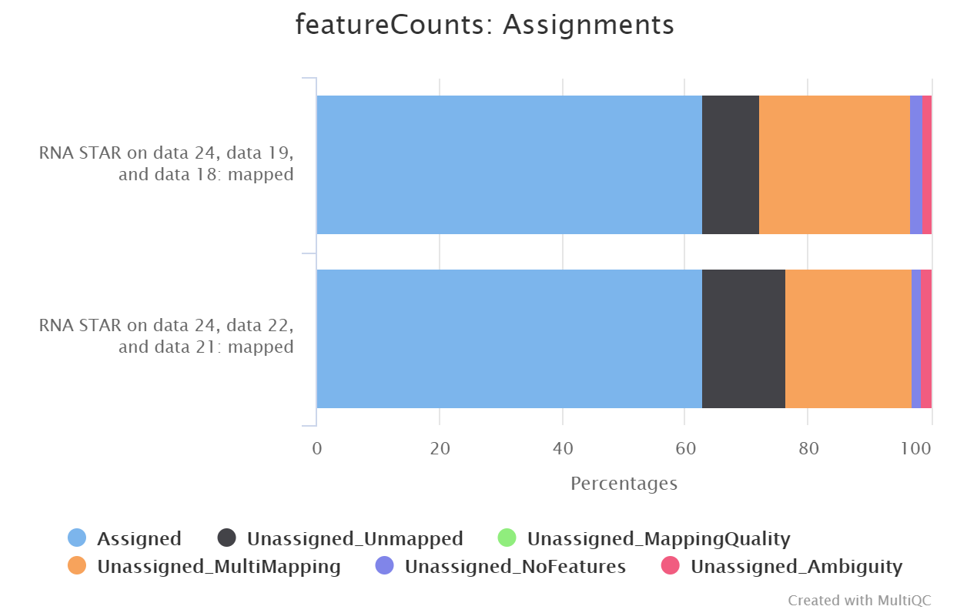 featureCounts: Assignments
RNA STAR on data 24, data 19,
and data 18: mapped
RNA STAR on data 24, data 22,
and data 21: mapped
0 20 40 60 80 100
Percentages
Assigned Unassigned_Unmapped Unassigned_MappingQuality
Unassigned_MultiMapping Unassigned_NoFeatures Unassigned_Ambiguity
Created with MultiQC